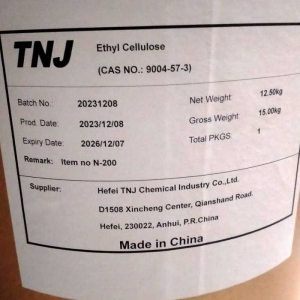 TNJ
Ethyl Cellulose
(CAS NO.: 9004-57-3)
Batch No.: 20231208
Net Weight: 12.50kg
Prod. Date: 2023/12/08
Gross Weight: 15.00kg
Expiry Date: 2026/12/07
Total PKGS: 1
Remark: Item no N-200
Supplier: Hefei TNJ Chemical Industry Co.,Ltd.
D1508 Xincheng Center, Qianshand Road.
Hefei, 230022, Anhui, P.R.China
Made in China